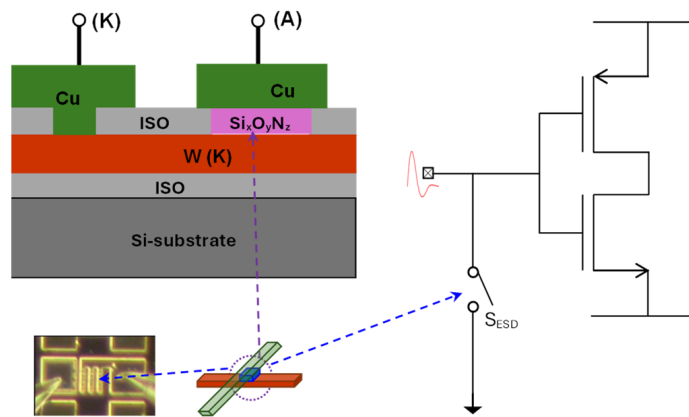 (K)
(A)
Cu
Cu
ISO
SixOyNz
W (K)
ISO
Si-substrate
SESD